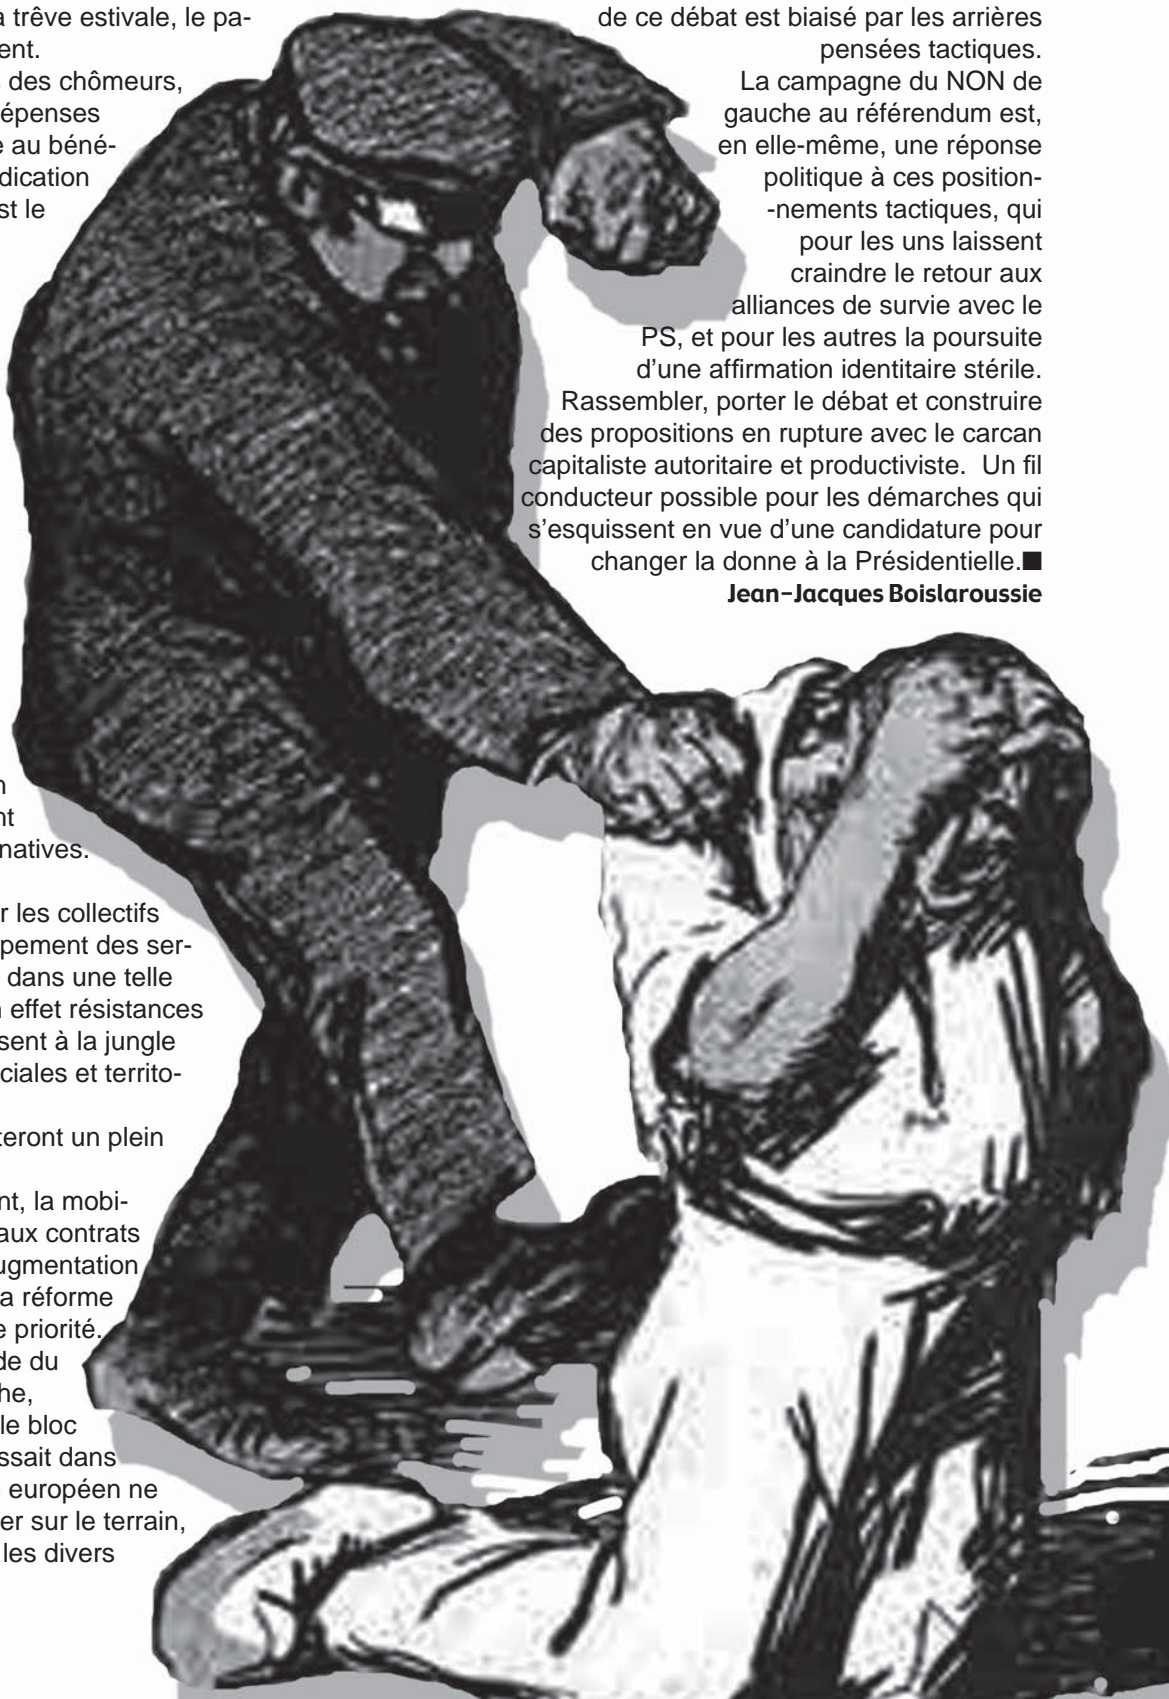 a trêve estivale, le pa-
ent.
s des chômeurs,
épenses
e au béné-
dication
st le
n
nt
natives.
r les collectifs
ppement des ser-
dans une telle
n effet résistances
sent à la jungle
ciales et territo-
teront un plein
nt, la mobi-
aux contrats
ugmentation
a réforme
e priorité.
de du
he,
le bloc
ssait dans
e européen ne
er sur le terrain,
les divers
de ce débat est biaisé par les arrières
pensées tactiques.
La campagne du NON de
gauche au référendum est,
en elle-même, une réponse
politique à ces position-
-nements tactiques, qui
pour les uns laissent
craindre le retour aux
alliances de survie avec le
PS, et pour les autres la poursuite
d'une affirmation identitaire stérile.
Rassembler, porter le débat et construire
des propositions en rupture avec le carcan
capitaliste autoritaire et productiviste. Un fil
conducteur possible pour les démarches qui
s'esquissent en vue d'une candidature pour
changer la donne à la Présidentielle.■
Jean-Jacques Boislaroussie